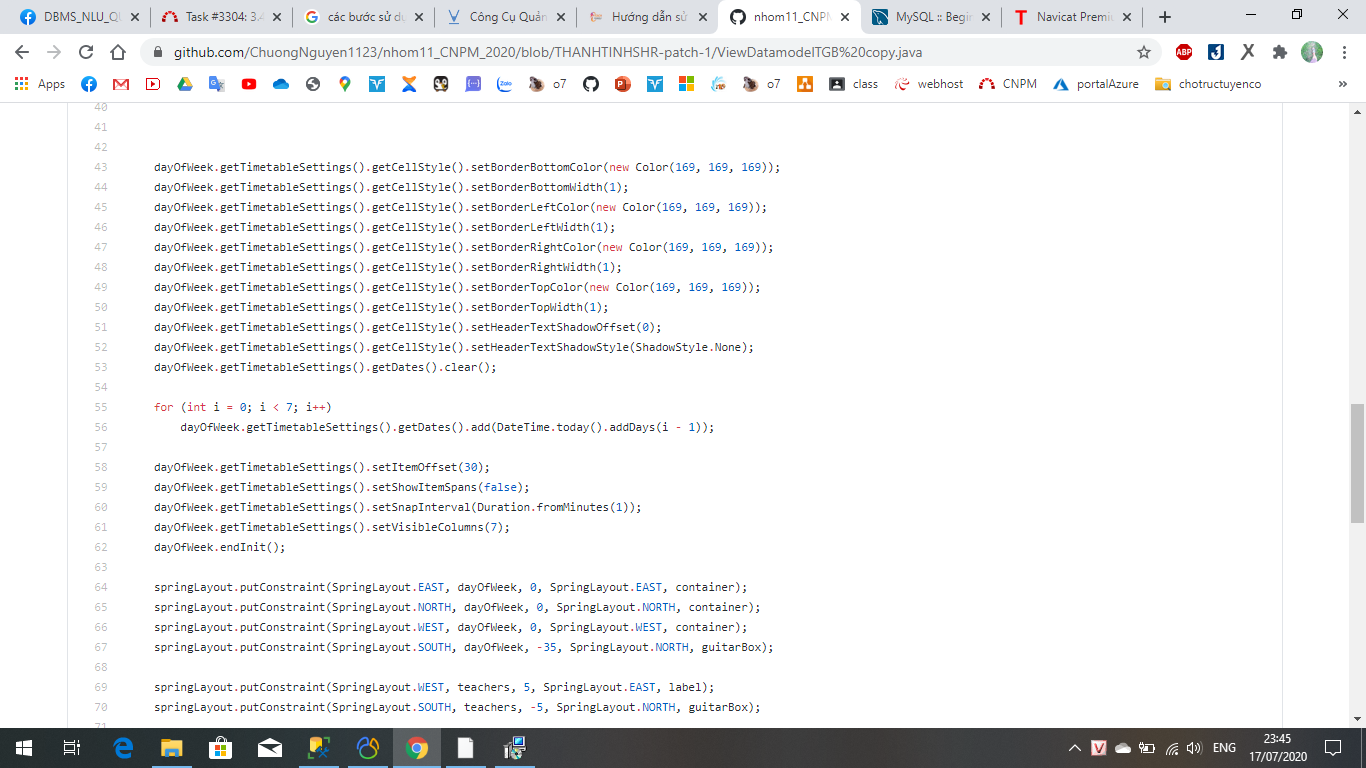 DBMS_NLU_QU
Task #3304: 3.4
các bước sử dụ
Công Cụ Quản
Hướng dẫn sử
nhom11_CNPM
MySQL :: Begin
Navicat Premiu
github.com/ChuongNguyen1123/nhom11_CNPM_2020/blob/THANHTINHSHR-patch-1/ViewDatamodelTGB%20copy.java
Apps
o7
o7
class
webhost
CNPM
portalAzure
chotructuyenco
40
41
42
43 dayOfWeek.getTimetableSettings().getCellStyle().setBorderBottomColor(new Color(169, 169, 169));
44 dayOfWeek.getTimetableSettings().getCellStyle().setBorderBottomWidth(1);
45 dayOfWeek.getTimetableSettings().getCellStyle().setBorderLeftColor(new Color(169, 169, 169));
46 dayOfWeek.getTimetableSettings().getCellStyle().setBorderLeftWidth(1);
47 dayOfWeek.getTimetableSettings().getCellStyle().setBorderRightColor(new Color(169, 169, 169));
48 dayOfWeek.getTimetableSettings().getCellStyle().setBorderRightWidth(1);
49 dayOfWeek.getTimetableSettings().getCellStyle().setBorderTopColor(new Color(169, 169, 169));
50 dayOfWeek.getTimetableSettings().getCellStyle().setBorderTopWidth(1);
51 dayOfWeek.getTimetableSettings().getCellStyle().setHeaderTextShadowOffset(0);
52 dayOfWeek.getTimetableSettings().getCellStyle().setHeaderTextShadowStyle(ShadowStyle.None);
53 dayOfWeek.getTimetableSettings().getDates().clear();
54
55 for (int i = 0; i < 7; i++)
56 dayOfWeek.getTimetableSettings().getDates().add(DateTime.today().addDays(i - 1));
57
58 dayOfWeek.getTimetableSettings().setItemOffset(30);
59 dayOfWeek.getTimetableSettings().setShowItemSpans(false);
60 dayOfWeek.getTimetableSettings().setSnapInterval(Duration.fromMinutes(1));
61 dayOfWeek.getTimetableSettings().setVisibleColumns(7);
62 dayOfWeek.endInit();
63
64 springLayout.putConstraint(SpringLayout.EAST, dayOfWeek, 0, SpringLayout.EAST, container);
65 springLayout.putConstraint(SpringLayout.NORTH, dayOfWeek, 0, SpringLayout.NORTH, container);
66 springLayout.putConstraint(SpringLayout.WEST, dayOfWeek, 0, SpringLayout.WEST, container);
67 springLayout.putConstraint(SpringLayout.SOUTH, dayOfWeek, -35, SpringLayout.NORTH, guitarBox);
68
69 springLayout.putConstraint(SpringLayout.WEST, teachers, 5, SpringLayout.EAST, label);
70 springLayout.putConstraint(SpringLayout.SOUTH, teachers, -5, SpringLayout.NORTH, guitarBox);
71
ENG
23:45
17/07/2020